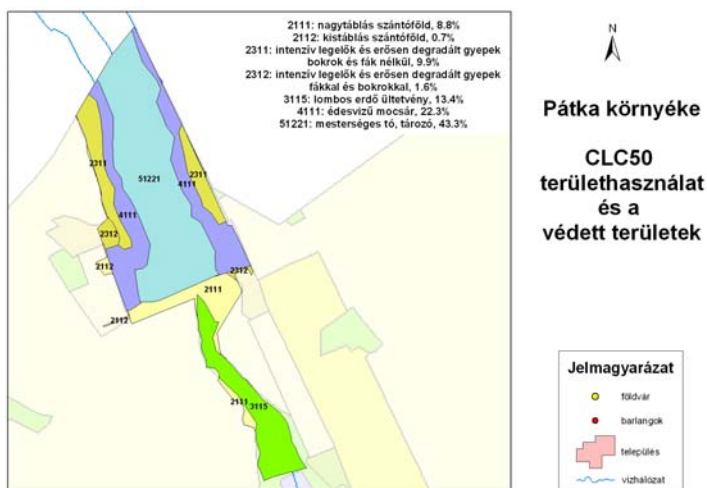 2111: nagytáblás szántóföld, 8.8%
2112: kistáblás szántóföld, 0.7%
2311: intenzív legelők és erősen degradált gyepek
bokrok és fák nélkül, 9.9%
2312: intenzív legelők és erősen degradált gyepek
fákkal és bokrokkal, 1.6%
3115: lombos erdő ültetvény, 13.4%
4111: édesvizű mocsár, 22.3%
51221: mesterséges tó, tározó, 43.3%
N
Pátka környéke
CLC50
területhasználat
és a
védett területek
2311
51221
4111
2311
4111
2312
2112
2312
2111
2112
2111
3115
Jelmagyarázat
földvár
barlangok
település
vízhálózat